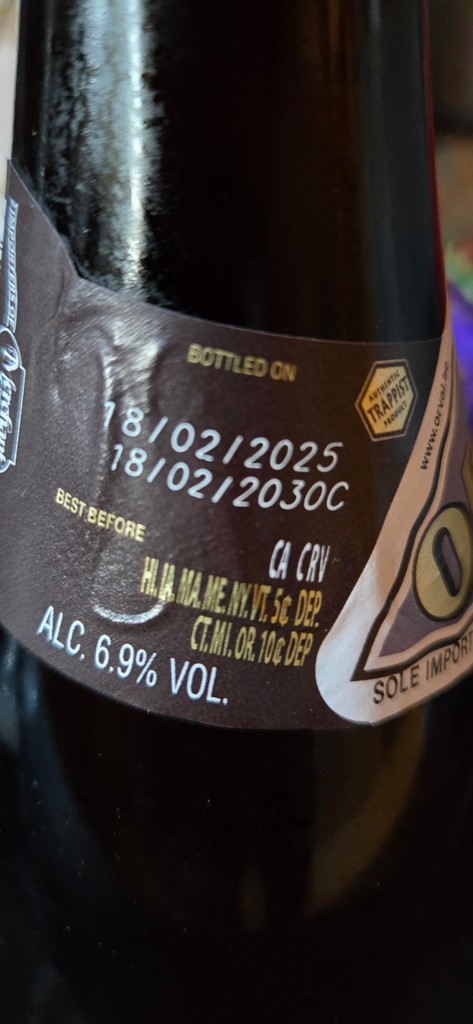 BOTTLED ON
18/02/2025
18/02/2030C
BEST BEFORE
CA CRV
HI.IA.MA.ME.NY.VT. 5¢ DEP.
CT.MI. OR. 10¢ DEP
ALC. 6.9% VOL.
AUTHENTIC
TRAPPIST
PRODUCT
www.orval.be
O
SOLE IMPORT